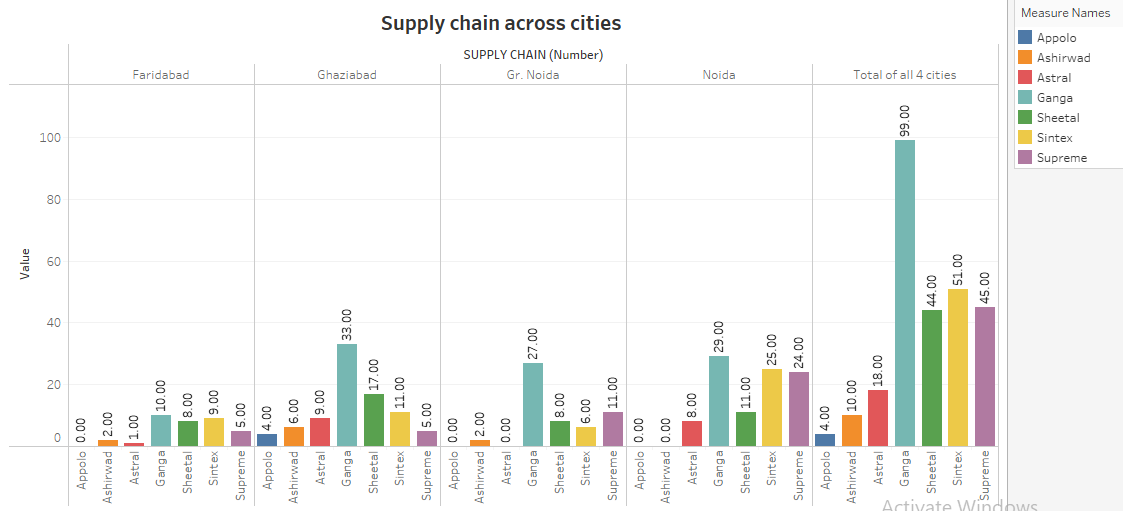 Supply chain across cities
SUPPLY CHAIN (Number)
Faridabad
Ghaziabad
Gr. Noida
Noida
Total of all 4 cities
Value
100
80
60
40
20
0
0.00
2.00
1.00
10.00
8.00
9.00
5.00
4.00
6.00
9.00
33.00
17.00
11.00
5.00
0.00
2.00
0.00
27.00
8.00
6.00
11.00
0.00
0.00
8.00
29.00
11.00
25.00
24.00
4.00
10.00
18.00
99.00
44.00
51.00
45.00
Appolo
Ashirwad
Astral
Ganga
Sheetal
Sintex
Supreme
Appolo
Ashirwad
Astral
Ganga
Sheetal
Sintex
Supreme
Appolo
Ashirwad
Astral
Ganga
Sheetal
Sintex
Supreme
Appolo
Ashirwad
Astral
Ganga
Sheetal
Sintex
Supreme
Appolo
Ashirwad
Astral
Ganga
Sheetal
Sintex
Supreme
Measure Names
Appolo
Ashirwad
Astral
Ganga
Sheetal
Sintex
Supreme
Activate Windows